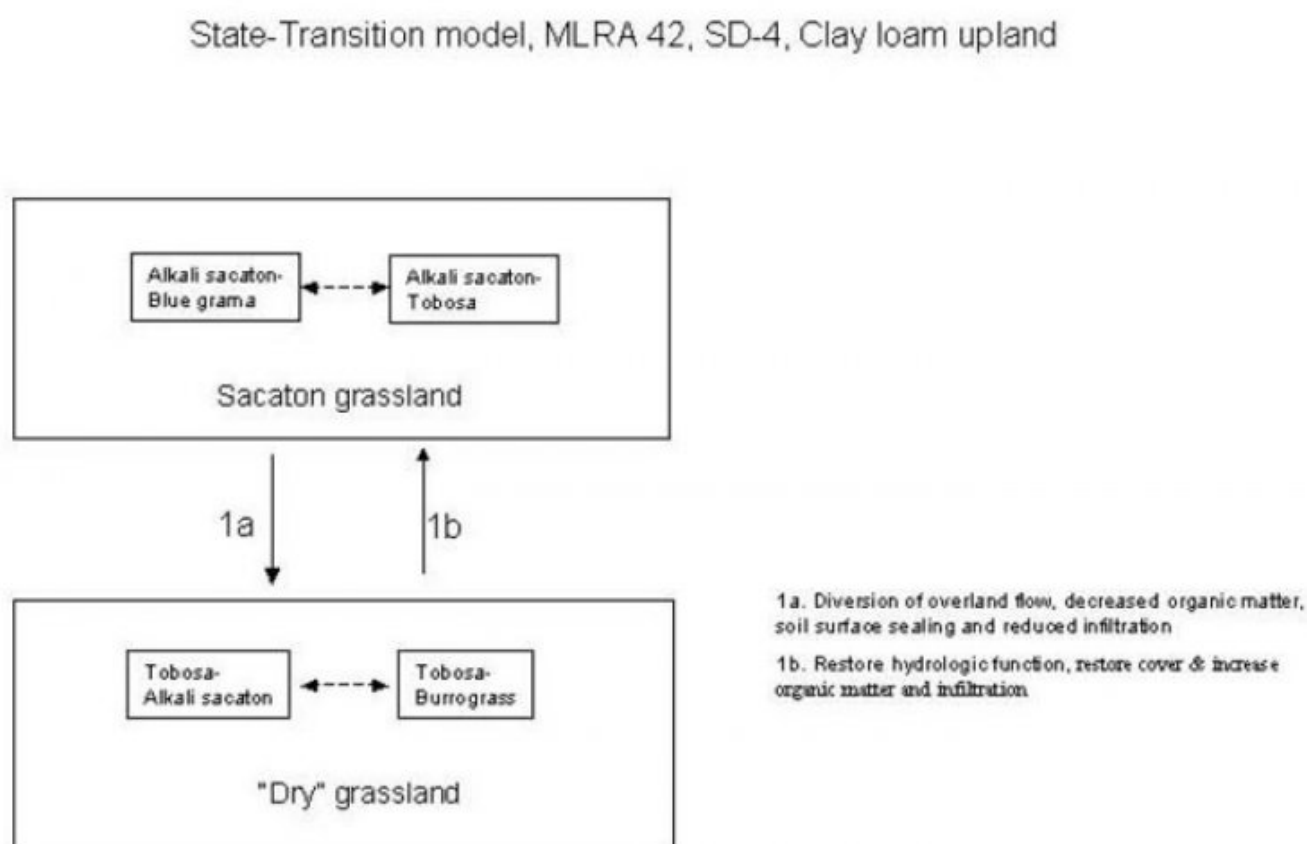 State-Transition model, MLRA 42, SD-4, Clay loam upland
Alkali sacaton-
Blue grama
Alkali sacaton-
Tobosa
Sacaton grassland
1a
1b
Tobosa-
Alkali sacaton
Tobosa-
Burrograss
"Dry" grassland
1a. Diversion of overland flow, decreased organic matter,
soil surface sealing and reduced infiltration
1b. Restore hydrologic function, restore cover & increase
organic matter and infiltration